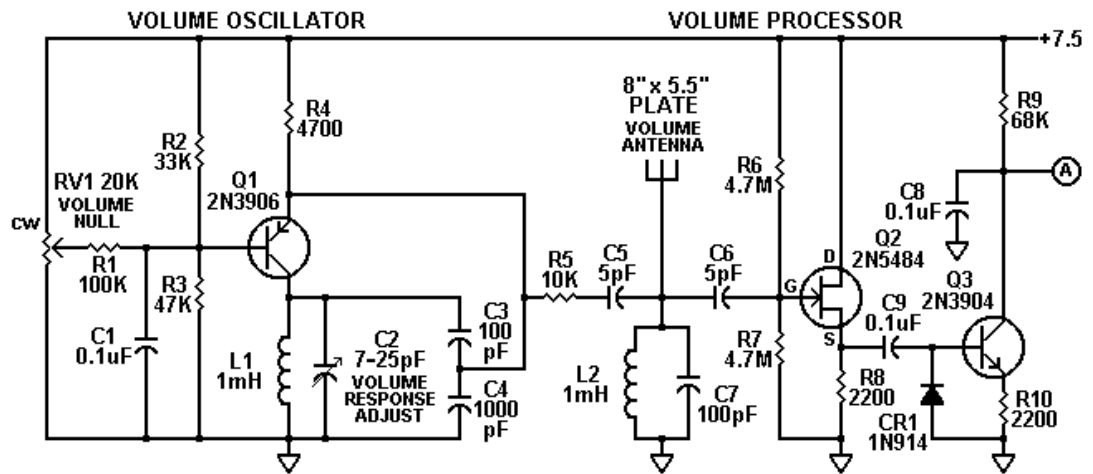 VOLUME OSCILLATOR
VOLUME PROCESSOR
+7.5
8" x 5.5"
PLATE
VOLUME
ANTENNA
R4
4700
R9
68K
R2
33K
R6
4.7M
A
RV1 20K
VOLUME
NULL
Q1
2N3906
C8
0.1uF
CW
R1
100K
R5
10K
C5
5pF
C6
5pF
G
D
S
Q2
2N5484
Q3
2N3904
R3
47K
C9
0.1uF
C1
0.1uF
L1
1mH
C2
7-25pF
VOLUME
RESPONSE
ADJUST
C3
100
pF
C4
1000
pF
L2
1mH
C7
100pF
R7
4.7M
R8
2200
CR1
1N914
R10
2200